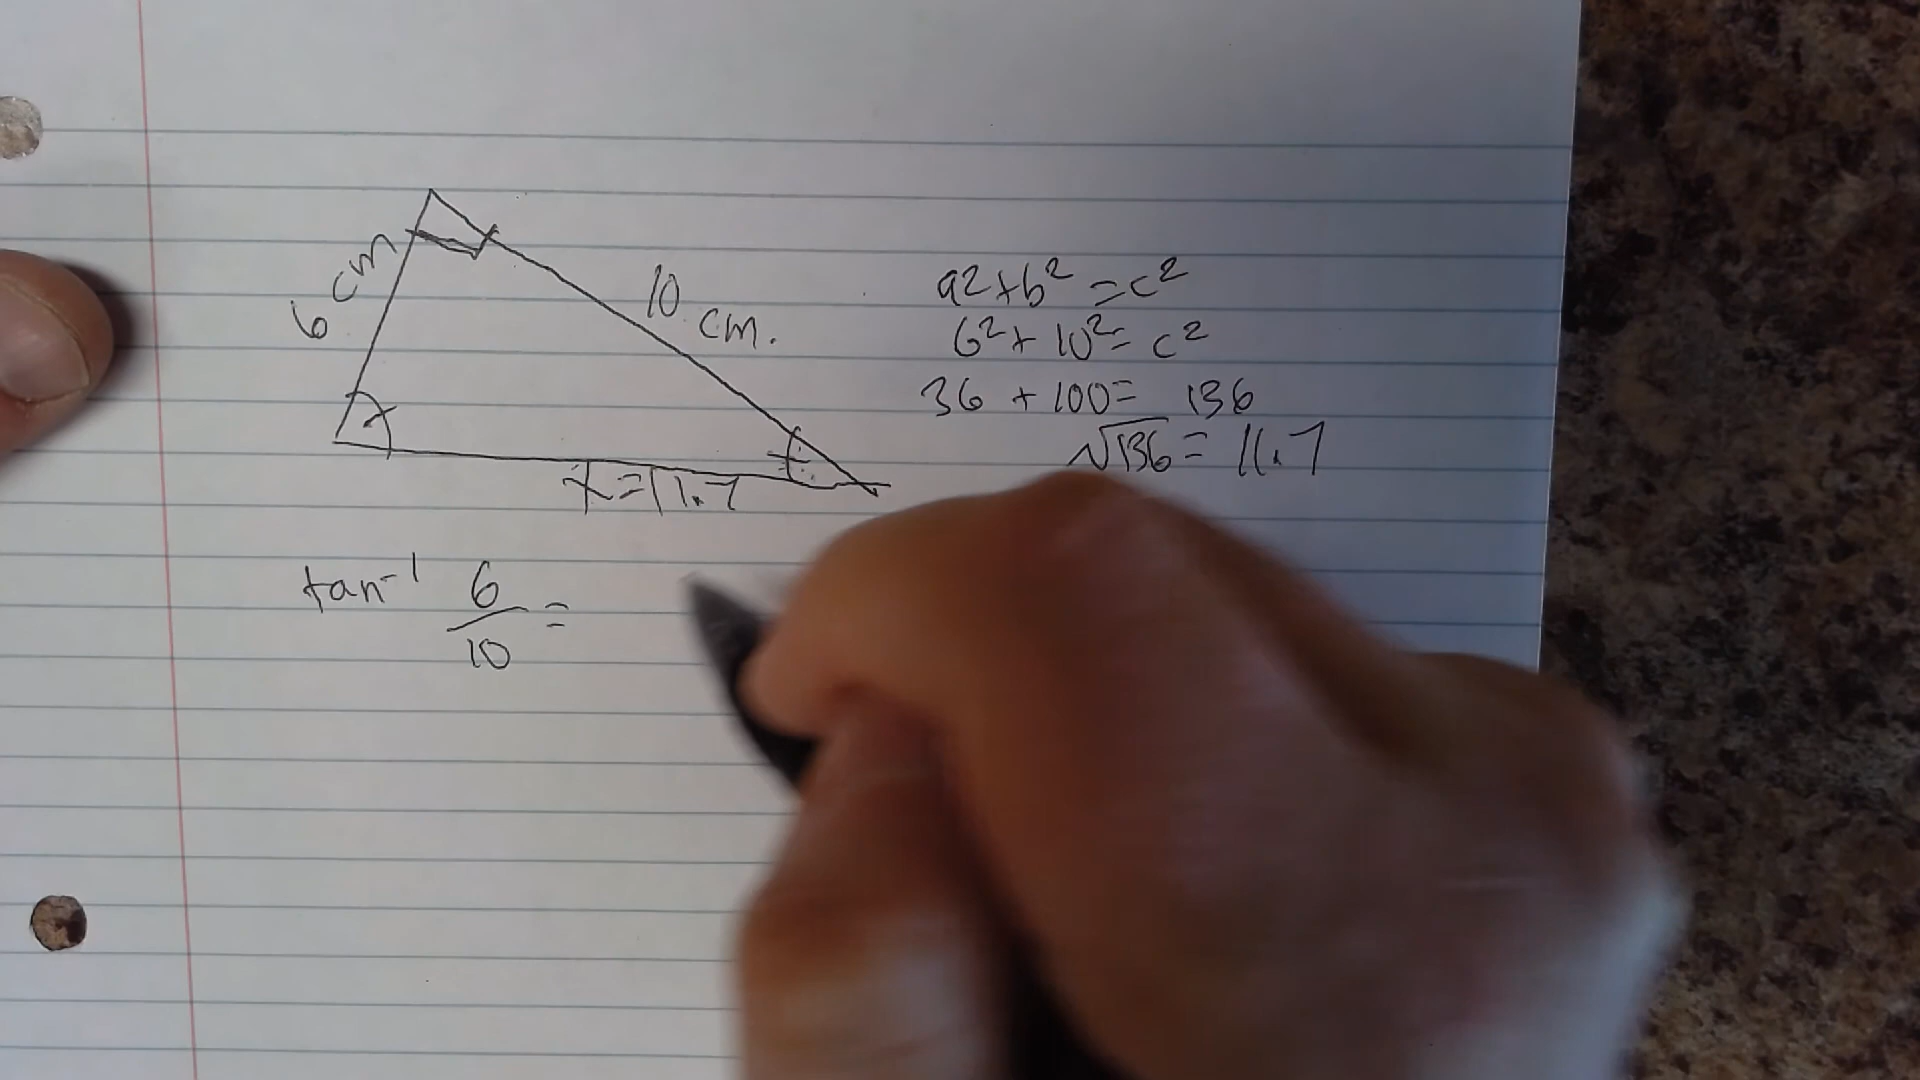 6 cm
10 cm.
x=11.7
a2+b²=c²
6²+10²=c²
36+100= 136
√136= 11.7
tan⁻¹ 6/10 =